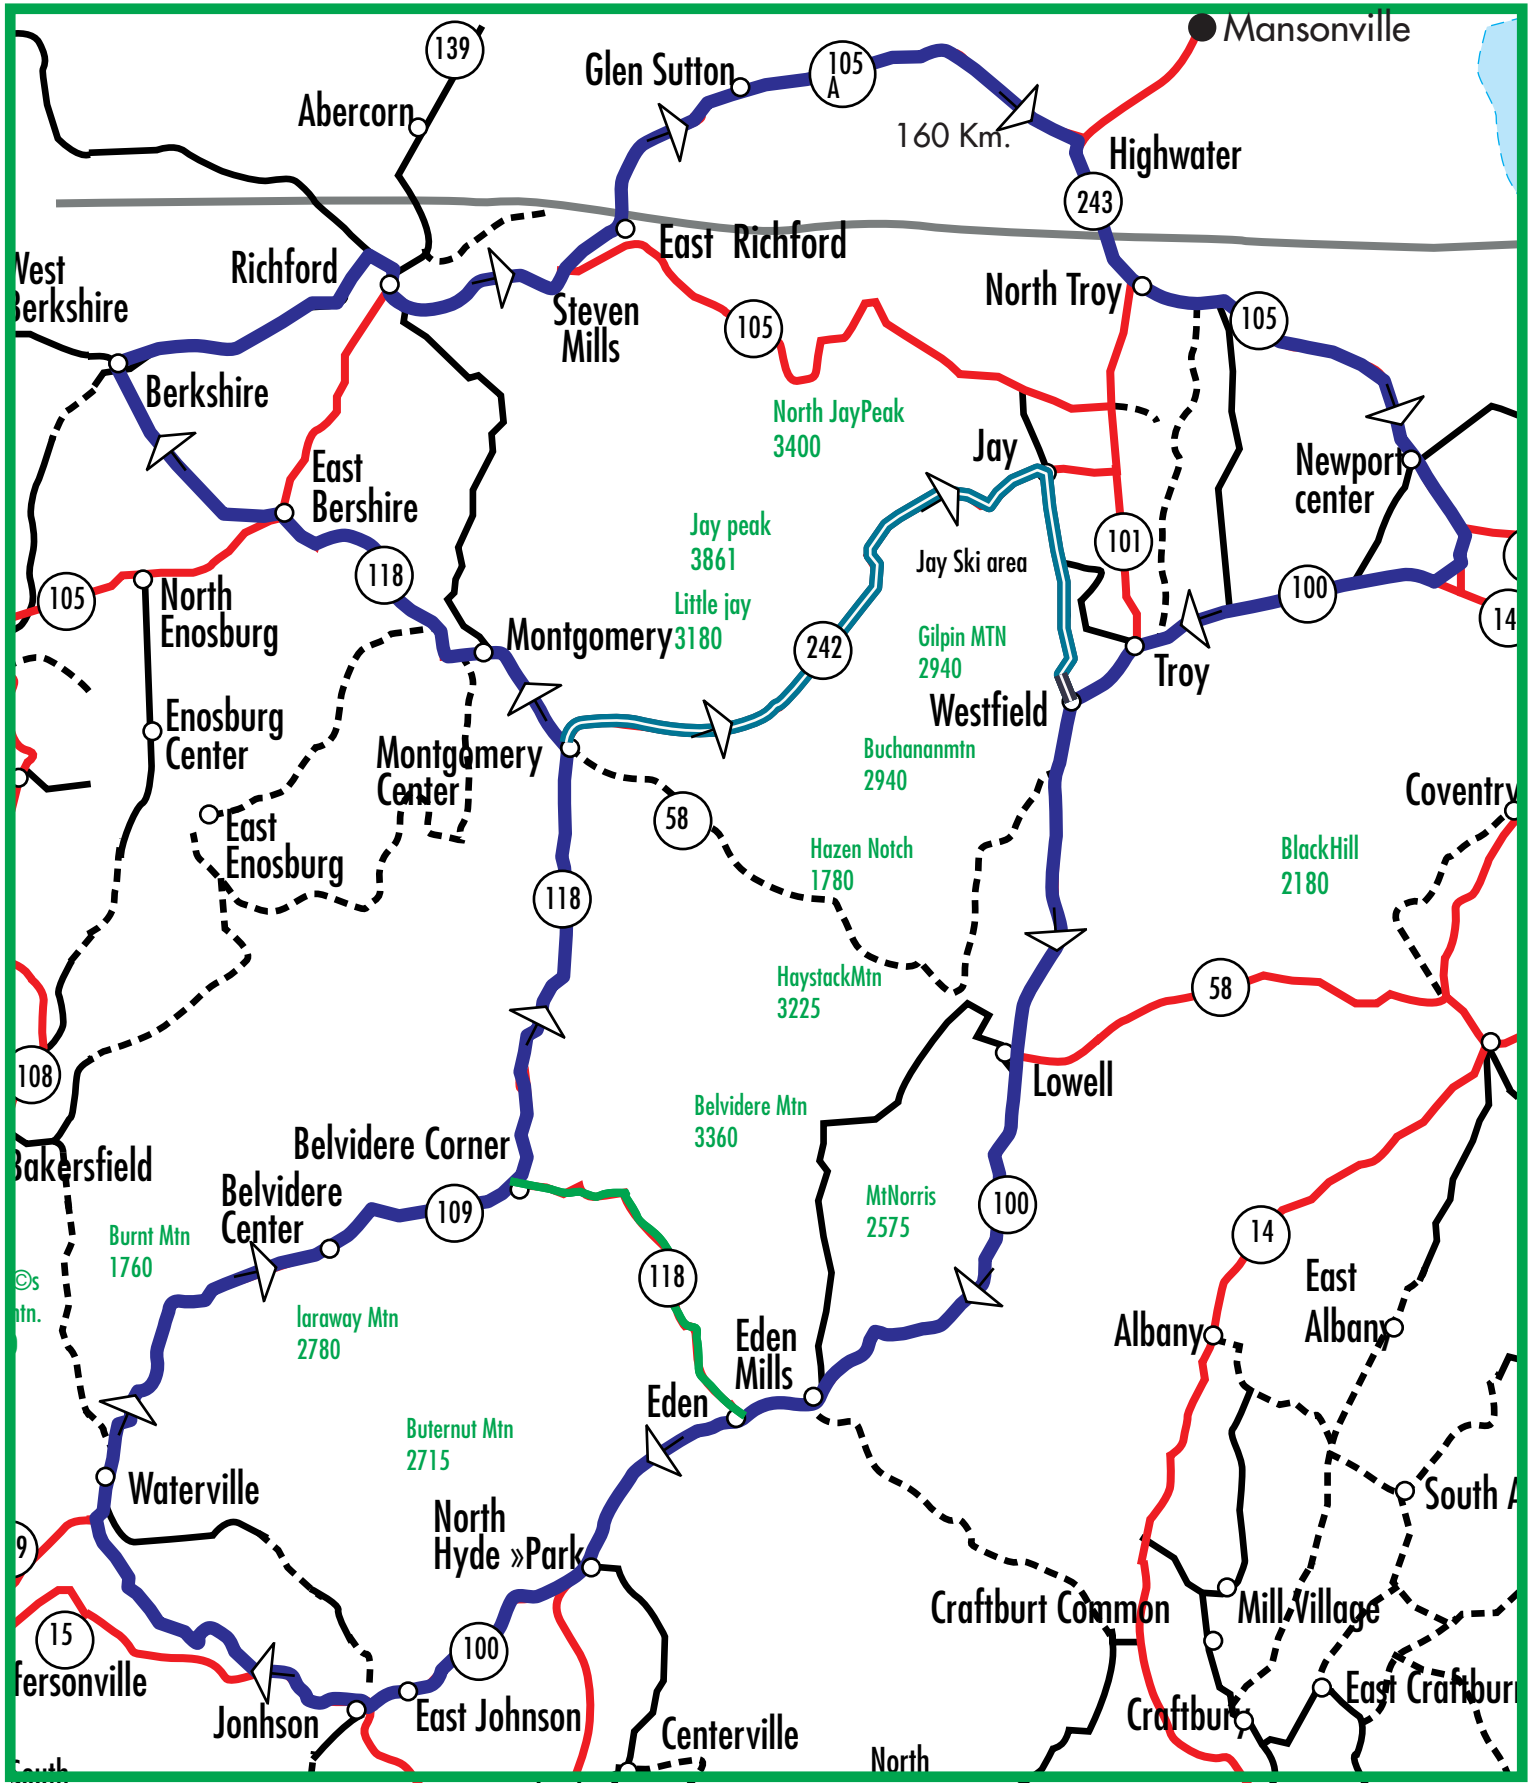 139
Mansonville
Glen Sutton
105
A
Abercorn
160 Km.
Highwater
243
East Richford
Richford
West
Berkshire
North Troy
Steven
Mills
105
105
Berkshire
North JayPeak
3400
Jay
East
Bershire
Newport
center
Jay peak
3861
101
Jay Ski area
118
105
North
Enosburg
Little jay
3180
100
14
Montgomery
242
Gilpin MTN
2940
Troy
Westfield
Enosburg
Center
Montgomery
Center
Buchananmtn
2940
Coventry
58
East
Enosburg
Hazen Notch
1780
BlackHill
2180
118
HaystackMtn
3225
58
108
Lowell
Belvidere Mtn
3360
Belvidere Corner
Bakersfield
Belvidere
Center
109
MtNorris
2575
100
Burnt Mtn
1760
14
©s
mtn.
118
East
Albany
laraway Mtn
2780
Albany
Eden
Mills
Eden
Buternut Mtn
2715
Waterville
South A
North
Hyde »Park
9
Craftburt Common
Mill Village
15
100
fersonville
East Craftbur
Jonhson
East Johnson
Craftbury
Centerville
North
South